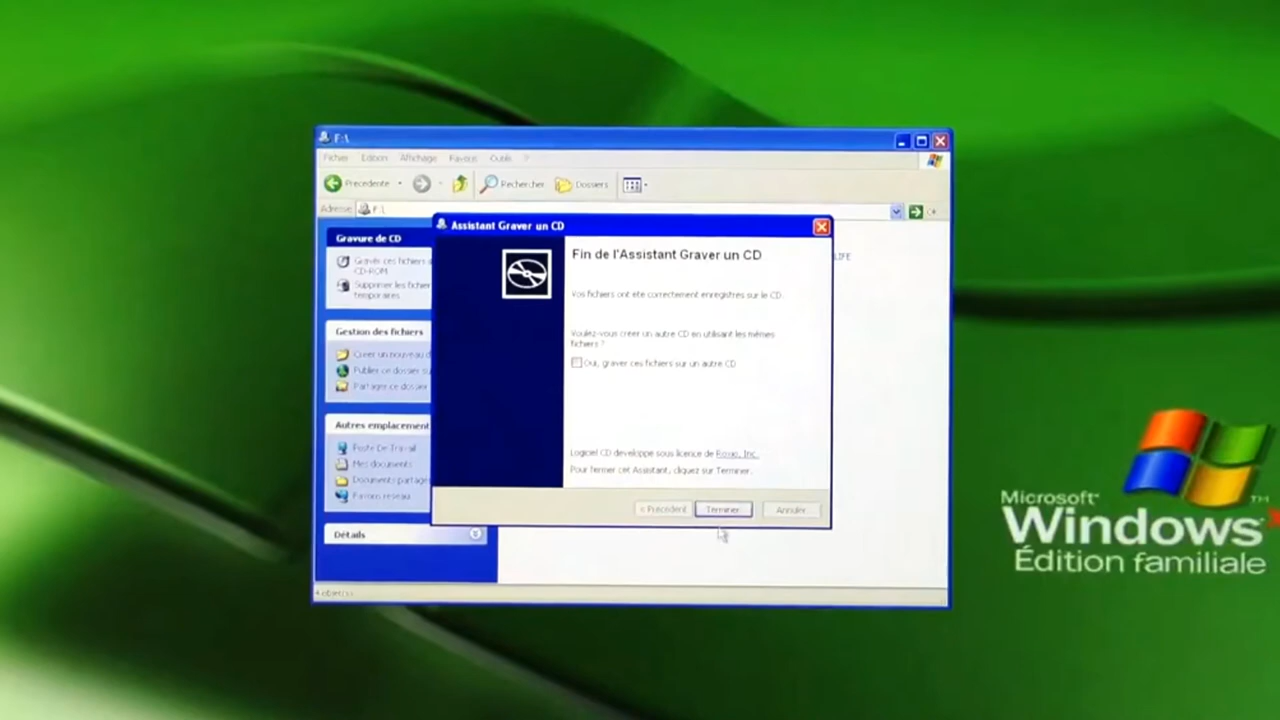 F:\
Fichier Edition Affichage Favoris Outils ?
Précédente Rechercher Dossiers
Adresse F:\
Gravure de CD
Graver ces fichiers
CD-ROM
Supprimer les fichiers
temporaires
Gestion des fichiers
Créer un nouveau d
Publier ce dossier su
Partager ce dossier
Autres emplacement
Poste de Travail
Mes documents
Documents partagé
Favoris réseau
Détails
Assistant Graver un CD
Fin de l'Assistant Graver un CD
Vos fichiers ont été correctement enregistrés sur le CD.
Voulez-vous créer un autre CD en utilisant les mêmes
fichiers ?
Oui, graver ces fichiers sur un autre CD
Logiciel CD développé sous licence de Roxio, Inc.
Pour fermer cet Assistant, cliquez sur Terminer.
< Précédent Terminer Annuler
LIFE
4 objet(s)
Microsoft®
Windows
Édition familiale